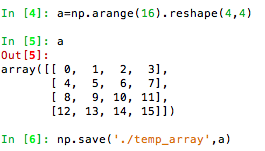 In [4]: a=np.arange(16).reshape(4,4)
In [5]: a
Out[5]:
array([[ 0,  1,  2,  3],
       [ 4,  5,  6,  7],
       [ 8,  9, 10, 11],
       [12, 13, 14, 15]])
In [6]: np.save('./temp_array',a)